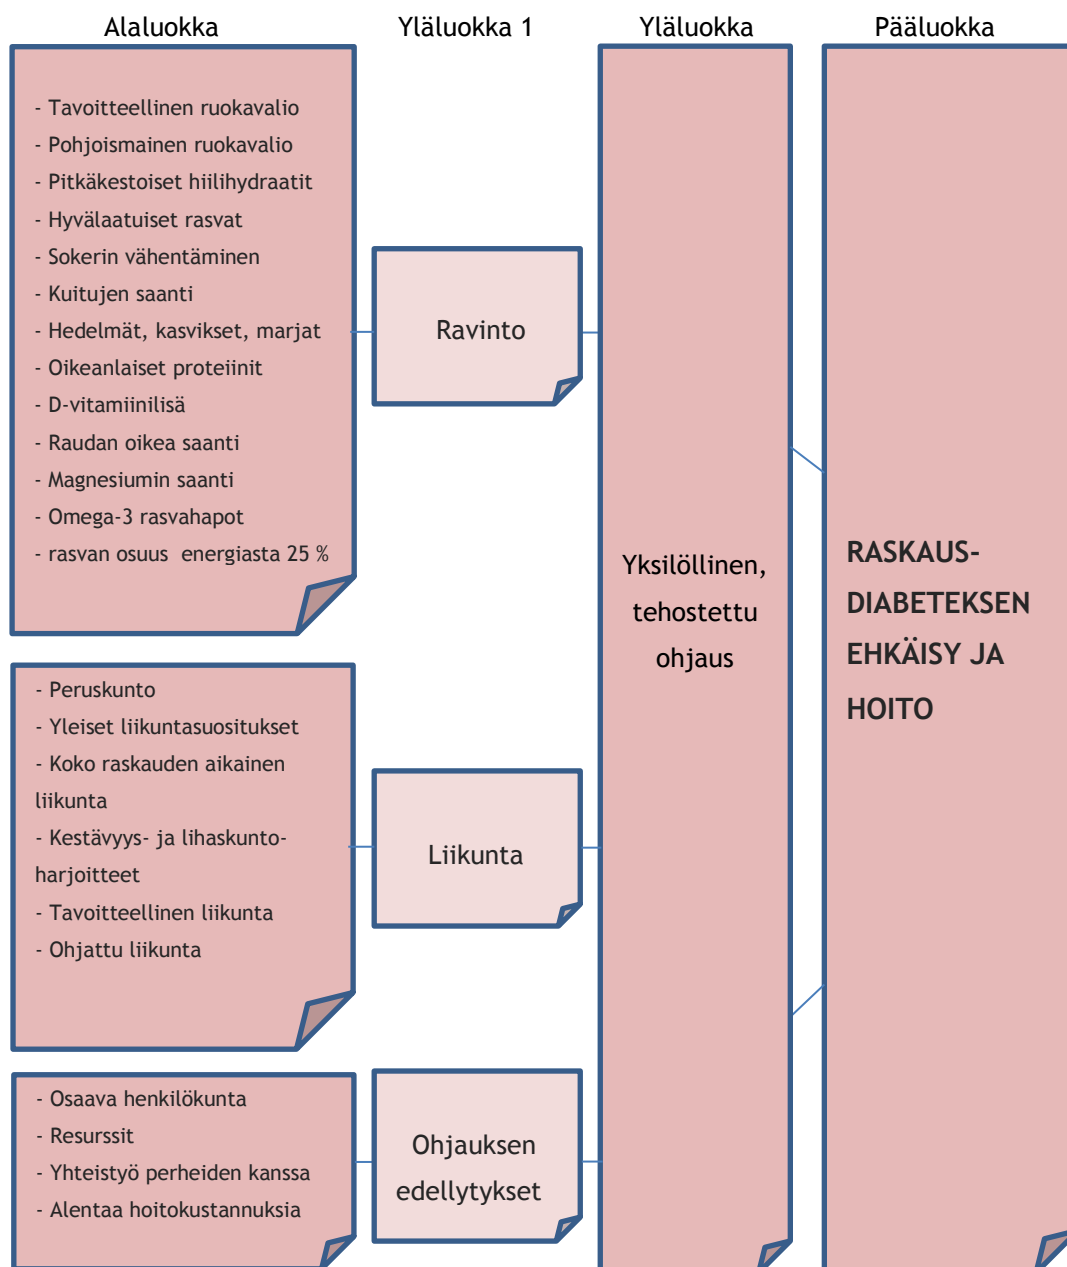 Alaluokka
Yläluokka 1
Yläluokka
Pääluokka
- Tavoitteellinen ruokavalio
- Pohjoismainen ruokavalio
- Pitkäkestoiset hiilihydraatit
- Hyvälaatuiset rasvat
- Sokerin vähentäminen
- Kuitujen saanti
- Hedelmät, kasvikset, marjat
- Oikeanlaiset proteiinit
- D-vitamiinilisä
- Raudan oikea saanti
- Magnesiumin saanti
- Omega-3 rasvahapot
- rasvan osuus energiasta 25 %
Ravinto
- Peruskunto
- Yleiset liikuntasuositukset
- Koko raskauden aikainen
liikunta
- Kestävyys- ja lihaskunto-
harjoitteet
- Tavoitteellinen liikunta
- Ohjattu liikunta
Liikunta
- Osaava henkilökunta
- Resurssit
- Yhteistyö perheiden kanssa
- Alentaa hoitokustannuksia
Ohjauksen
edellytykset
Yksilöllinen,
tehostettu
ohjaus
RASKAUS-
DIABETEKSEN
EHKÄISY JA
HOITO